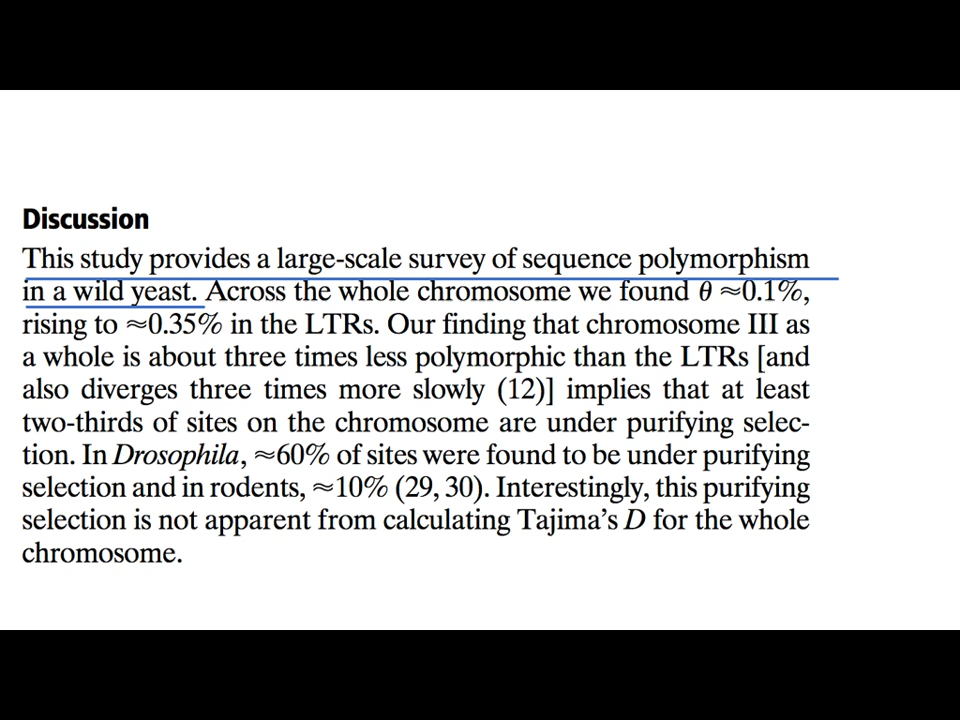 Discussion
This study provides a large-scale survey of sequence polymorphism
in a wild yeast. Across the whole chromosome we found θ ≈0.1%,
rising to ≈0.35% in the LTRs. Our finding that chromosome III as
a whole is about three times less polymorphic than the LTRs [and
also diverges three times more slowly (12)] implies that at least
two-thirds of sites on the chromosome are under purifying selec-
tion. In Drosophila, ≈60% of sites were found to be under purifying
selection and in rodents, ≈10% (29, 30). Interestingly, this purifying
selection is not apparent from calculating Tajima’s D for the whole
chromosome.